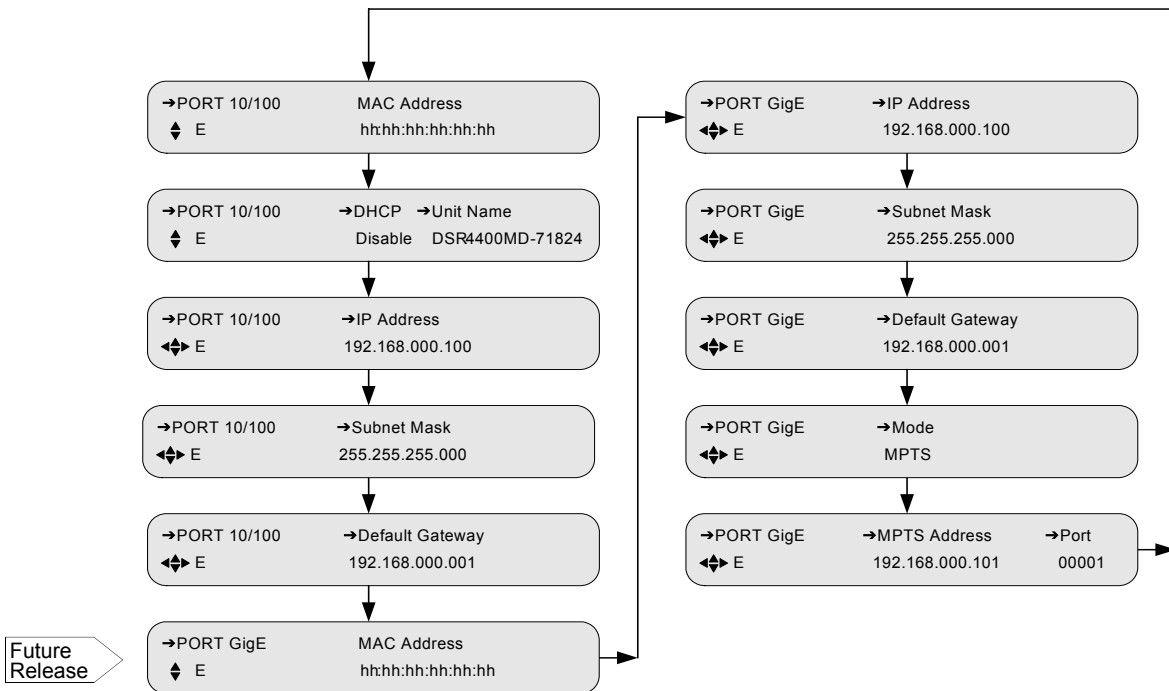 ➔PORT 10/100 MAC Address
E hh:hh:hh:hh:hh:hh
➔PORT 10/100 ➔DHCP ➔Unit Name
E Disable DSR4400MD-71824
➔PORT 10/100 ➔IP Address
E 192.168.000.100
➔PORT 10/100 ➔Subnet Mask
E 255.255.255.000
➔PORT 10/100 ➔Default Gateway
E 192.168.000.001
Future
Release
➔PORT GigE MAC Address
E hh:hh:hh:hh:hh:hh
➔PORT GigE ➔IP Address
E 192.168.000.100
➔PORT GigE ➔Subnet Mask
E 255.255.255.000
➔PORT GigE ➔Default Gateway
E 192.168.000.001
➔PORT GigE ➔Mode
E MPTS
➔PORT GigE ➔MPTS Address ➔Port
E 192.168.000.101 00001